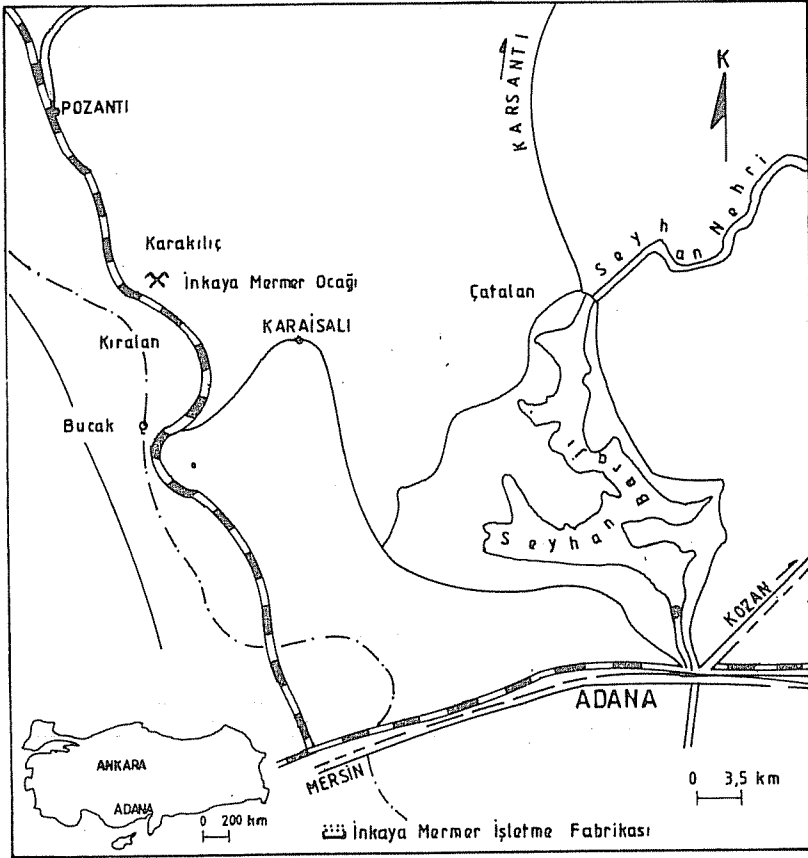 POZANTI
KARSANTI
K
Seyhan Nehri
Karakılıç
İnkaya Mermer Ocağı
Çatalan
Kıralan
KARAİSALI
Bucak
Seyhan Barajı
KOZAN
ADANA
MERSİN
ANKARA
ADANA
0 200 km
0 3,5 km
İnkaya Mermer İşletme Fabrikası